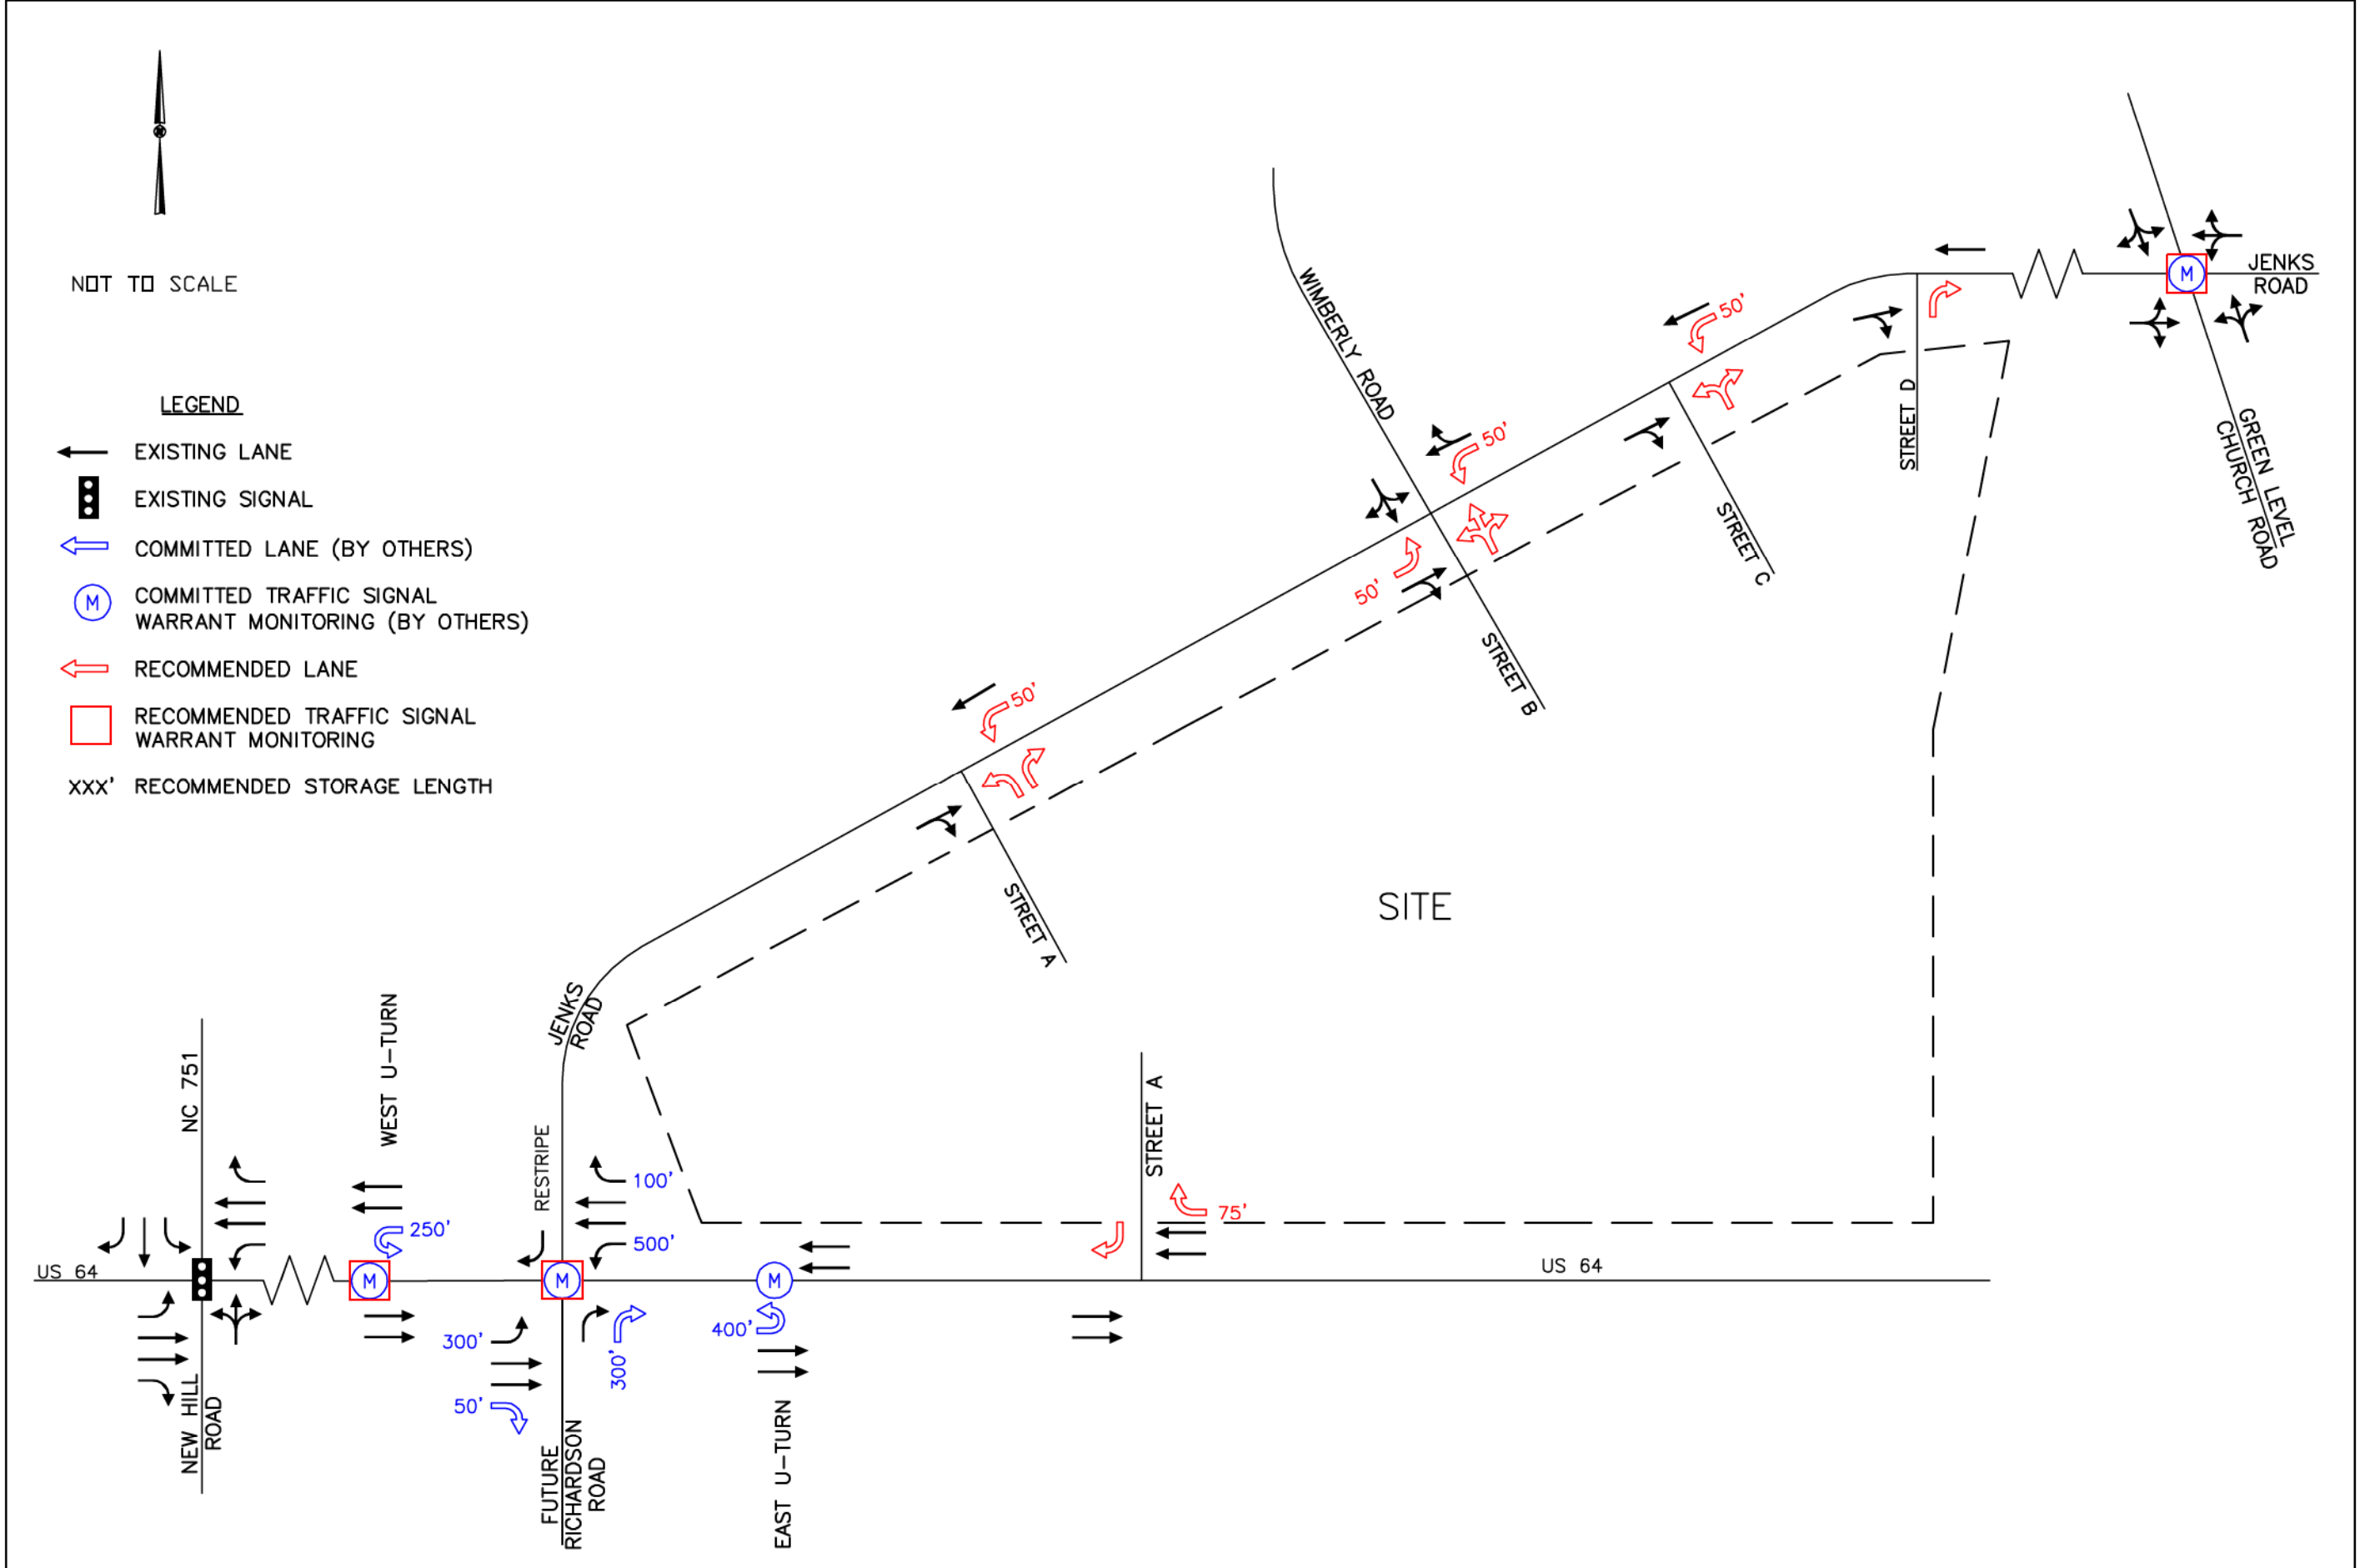 NOT TO SCALE
LEGEND
EXISTING LANE
EXISTING SIGNAL
COMMITTED LANE (BY OTHERS)
M
COMMITTED TRAFFIC SIGNAL
WARRANT MONITORING (BY OTHERS)
RECOMMENDED LANE
RECOMMENDED TRAFFIC SIGNAL
WARRANT MONITORING
XXX' RECOMMENDED STORAGE LENGTH
WIMBERLY ROAD
JENKS
ROAD
M
GREEN LEVEL
CHURCH ROAD
STREET D
50'
STREET C
50'
50'
STREET B
50'
STREET A
SITE
JENKS
ROAD
NC 751
WEST U-TURN
RESTRIPE
STREET A
100'
250'
500'
75'
US 64
M
M
M
US 64
300'
300'
400'
50'
NEW HILL
ROAD
FUTURE
RICHARDSON
ROAD
EAST U-TURN